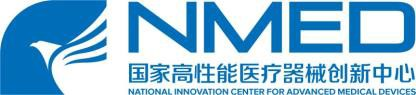 NMED
国家高性能医疗器械创新中心
NATIONAL INNOVATION CENTER FOR ADVANCED MEDICAL DEVICES